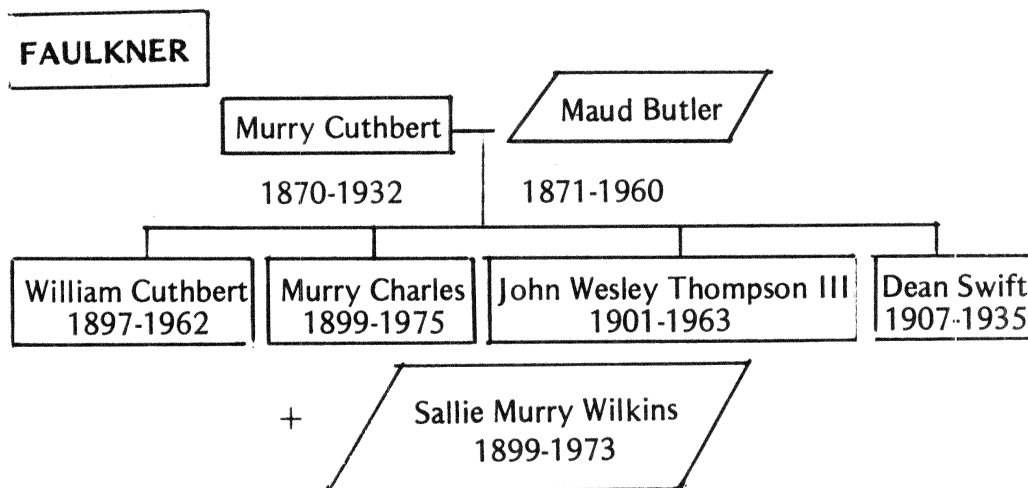 FAULKNER
Murry Cuthbert
Maud Butler
1870-1932
1871-1960
William Cuthbert
1897-1962
Murry Charles
1899-1975
John Wesley Thompson III
1901-1963
Dean Swift
1907-1935
+
Sallie Murry Wilkins
1899-1973